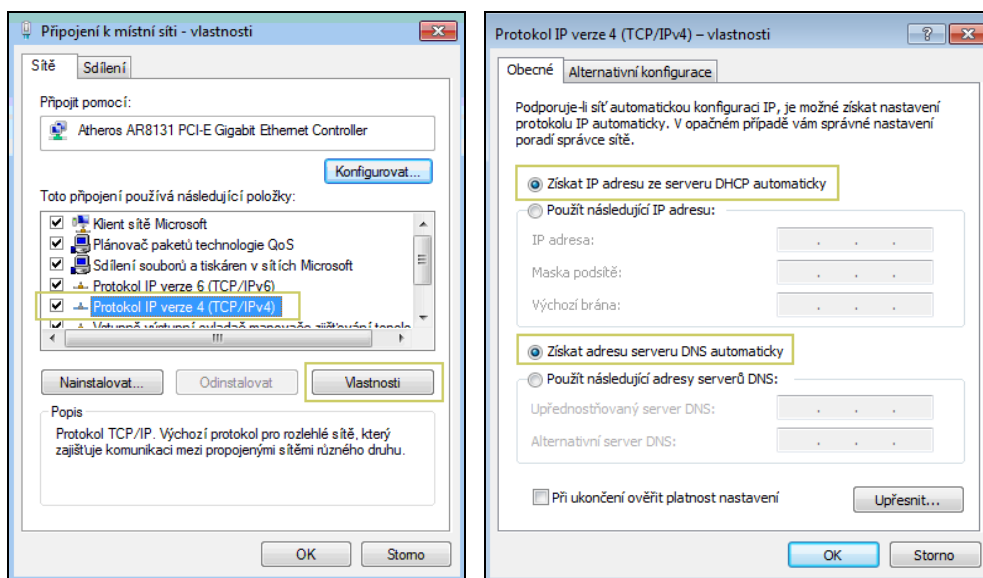 Připojení k místní síti - vlastnosti
Sítě
Sdílení
Připojit pomocí:
Atheros AR8131 PCI-E Gigabit Ethernet Controller
Konfigurovat...
Toto připojení používá následující položky:
Klient sítě Microsoft
Plánovač paketů technologie QoS
Sdílení souborů a tiskáren v sítích Microsoft
Protokol IP verze 6 (TCP/IPv6)
Protokol IP verze 4 (TCP/IPv4)
Nainstalovat...
Odinstalovat
Vlastnosti
Popis
Protokol TCP/IP. Výchozí protokol pro rozlehlé sítě, který
zajišťuje komunikaci mezi propojenými sítěmi různého druhu.
OK
Storno
Protokol IP verze 4 (TCP/IPv4) – vlastnosti
Obecné
Alternativní konfigurace
Podporuje-li síť automatickou konfiguraci IP, je možné získat nastavení
protokolu IP automaticky. V opačném případě vám správné nastavení
poradí správce sítě.
Získat IP adresu ze serveru DHCP automaticky
Použít následující IP adresu:
IP adresa:
Maska podsítě:
Výchozí brána:
Získat adresu serveru DNS automaticky
Použít následující adresy serverů DNS:
Upřednostňovaný server DNS:
Alternativní server DNS:
Při ukončení ověřit platnost nastavení
Upřesnit...
OK
Storno